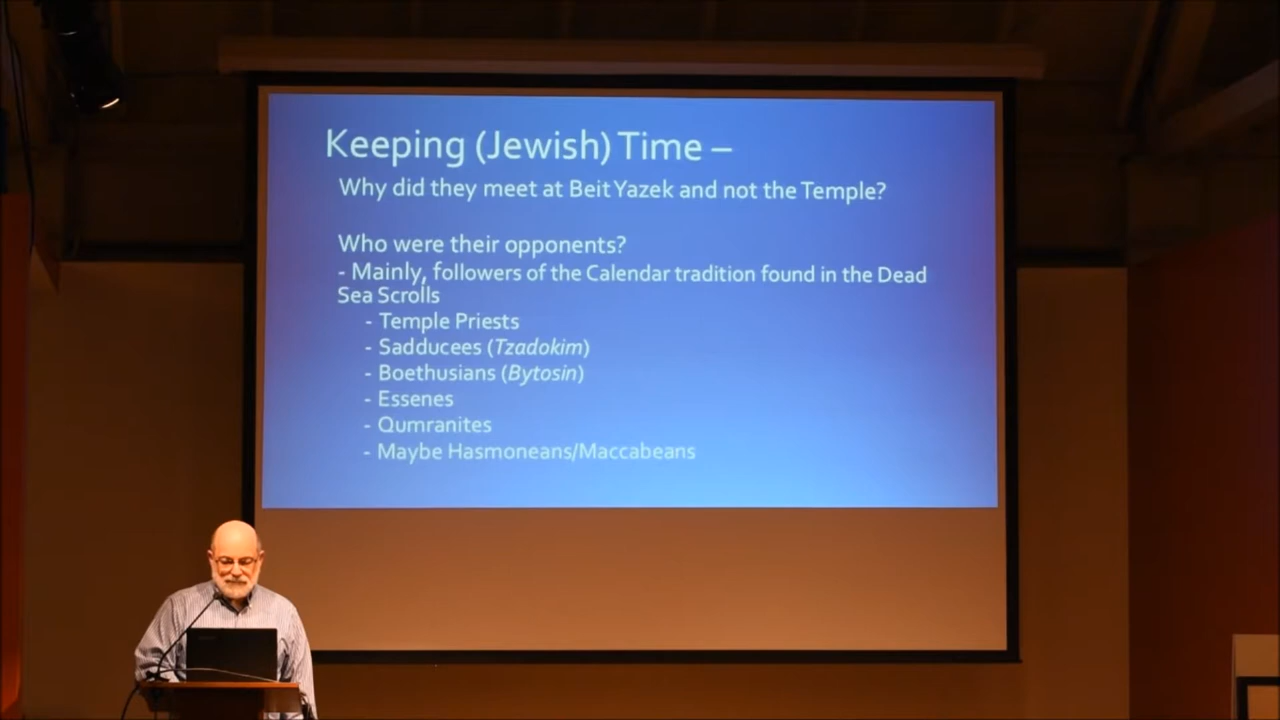 Keeping (Jewish) Time –
Why did they meet at Beit Yazek and not the Temple?
Who were their opponents?
- Mainly, followers of the Calendar tradition found in the Dead
Sea Scrolls
- Temple Priests
- Sadducees (Tzadokim)
- Boethusians (Bytosin)
- Essenes
- Qumranites
- Maybe Hasmoneans/Maccabeans